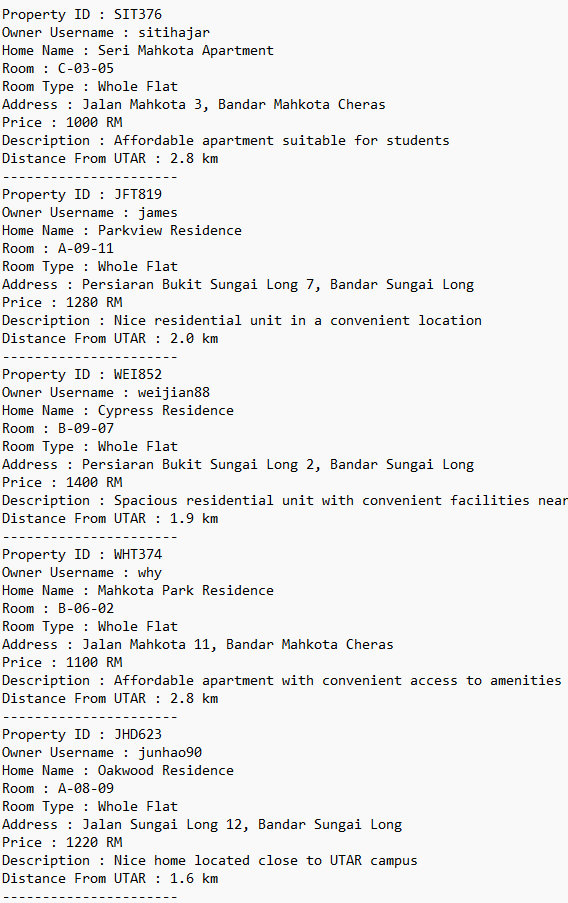 Property ID : SIT376
Owner Username : sitihajar
Home Name : Seri Mahkota Apartment
Room : C-03-05
Room Type : Whole Flat
Address : Jalan Mahkota 3, Bandar Mahkota Cheras
Price : 1000 RM
Description : Affordable apartment suitable for students
Distance From UTAR : 2.8 km
----------------------
Property ID : JFT819
Owner Username : james
Home Name : Parkview Residence
Room : A-09-11
Room Type : Whole Flat
Address : Persiaran Bukit Sungai Long 7, Bandar Sungai Long
Price : 1280 RM
Description : Nice residential unit in a convenient location
Distance From UTAR : 2.0 km
----------------------
Property ID : WEI852
Owner Username : weijian88
Home Name : Cypress Residence
Room : B-09-07
Room Type : Whole Flat
Address : Persiaran Bukit Sungai Long 2, Bandar Sungai Long
Price : 1400 RM
Description : Spacious residential unit with convenient facilities near
Distance From UTAR : 1.9 km
----------------------
Property ID : WHT374
Owner Username : why
Home Name : Mahkota Park Residence
Room : B-06-02
Room Type : Whole Flat
Address : Jalan Mahkota 11, Bandar Mahkota Cheras
Price : 1100 RM
Description : Affordable apartment with convenient access to amenities
Distance From UTAR : 2.8 km
----------------------
Property ID : JHD623
Owner Username : junhao90
Home Name : Oakwood Residence
Room : A-08-09
Room Type : Whole Flat
Address : Jalan Sungai Long 12, Bandar Sungai Long
Price : 1220 RM
Description : Nice home located close to UTAR campus
Distance From UTAR : 1.6 km
----------------------